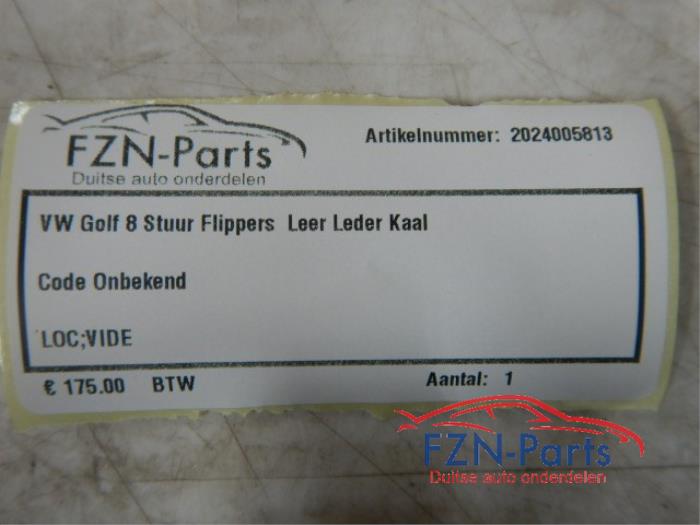 FZN-Parts
Duitse auto onderdelen
Artikelnummer: 2024005813
VW Golf 8 Stuur Flippers Leer Leder Kaal
Code Onbekend
LOC;VIDE
€ 175.00 BTW
Aantal: 1
FZN-Parts
Duitse auto onderdelen